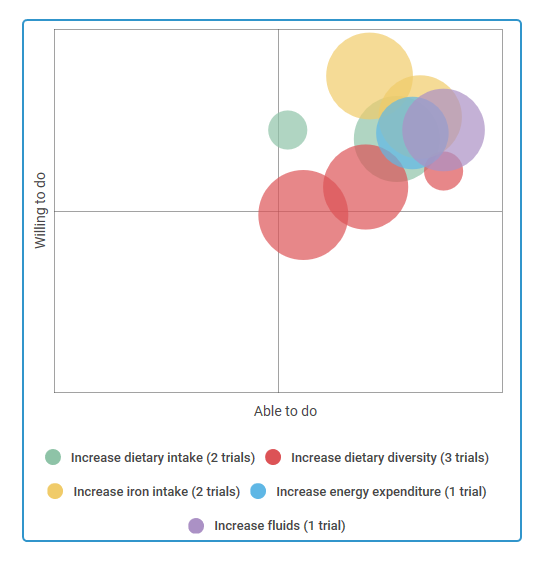 Willing to do
Able to do
Increase dietary intake (2 trials)
Increase dietary diversity (3 trials)
Increase iron intake (2 trials)
Increase energy expenditure (1 trial)
Increase fluids (1 trial)